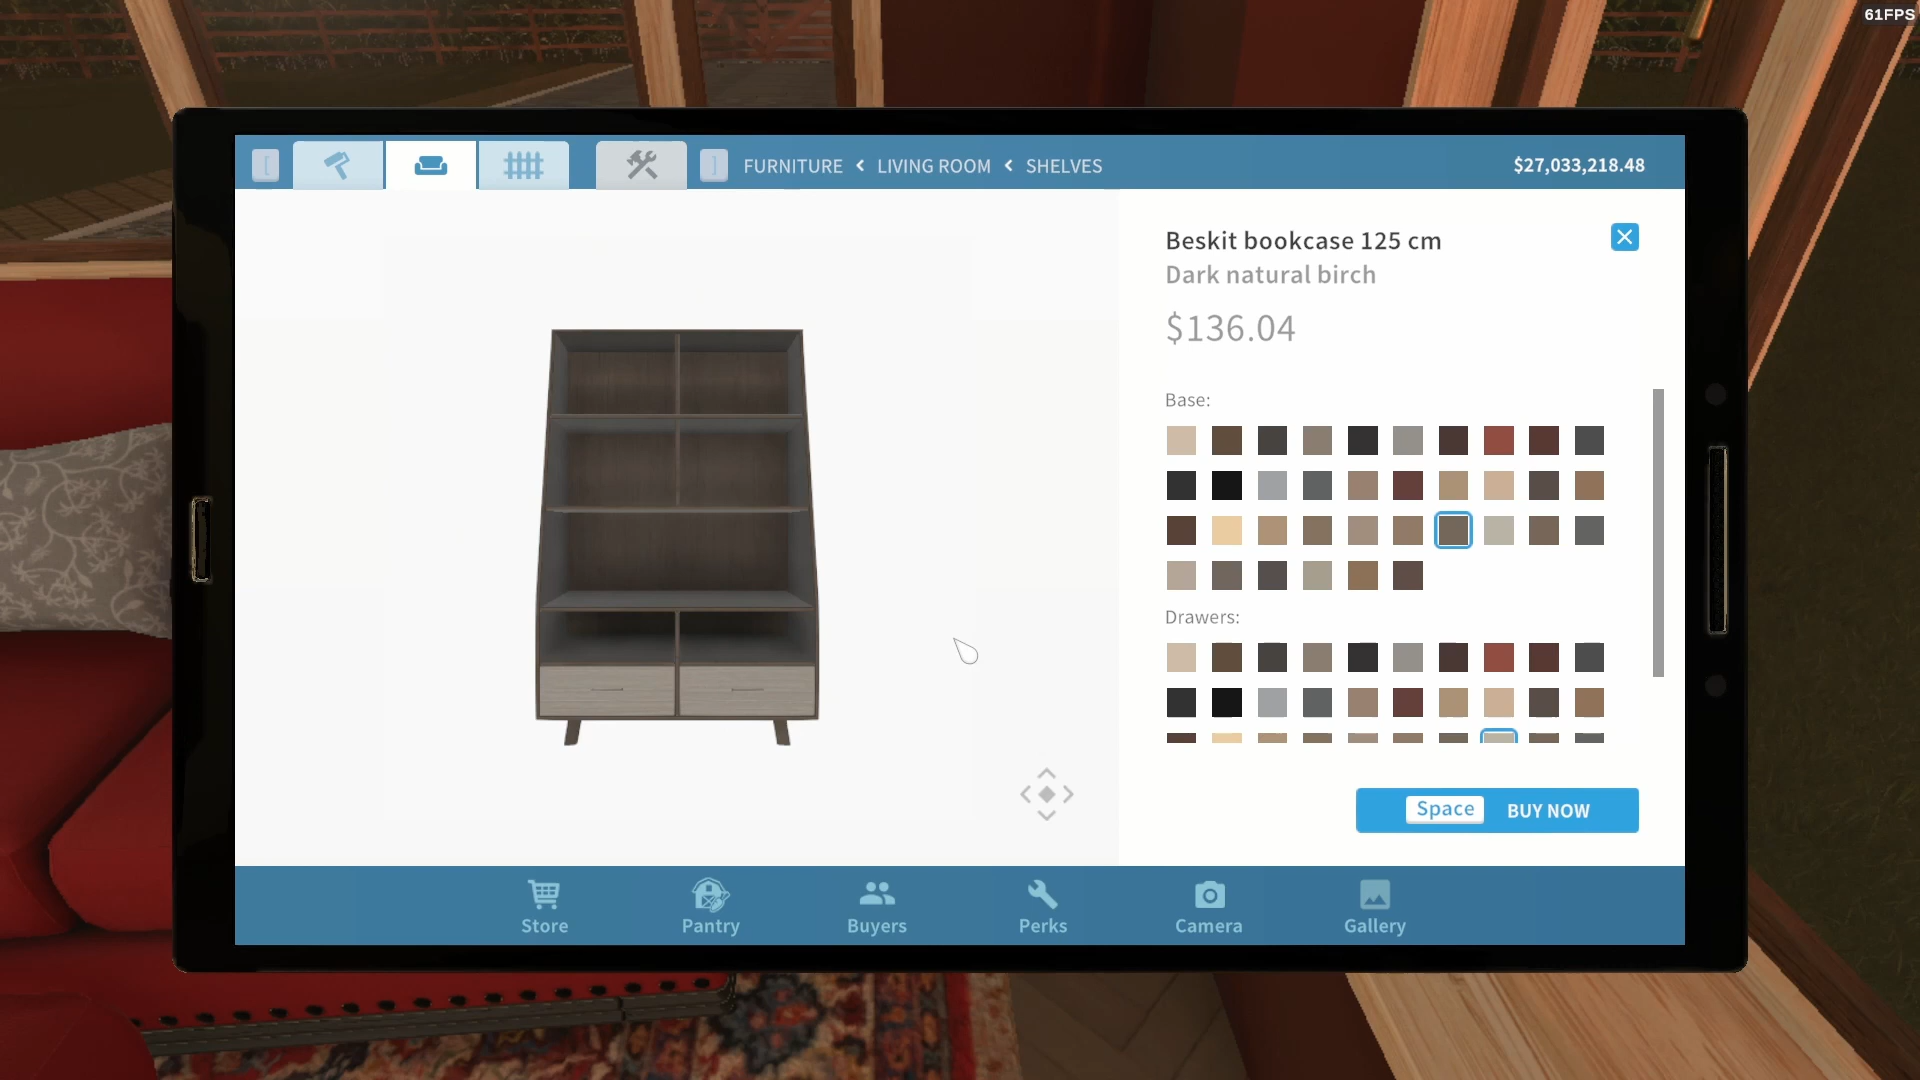 61FPS
[
]
FURNITURE < LIVING ROOM < SHELVES
$27,033,218.48
Beskit bookcase 125 cm
Dark natural birch
$136.04
Base:
Drawers:
Space BUY NOW
Store
Pantry
Buyers
Perks
Camera
Gallery